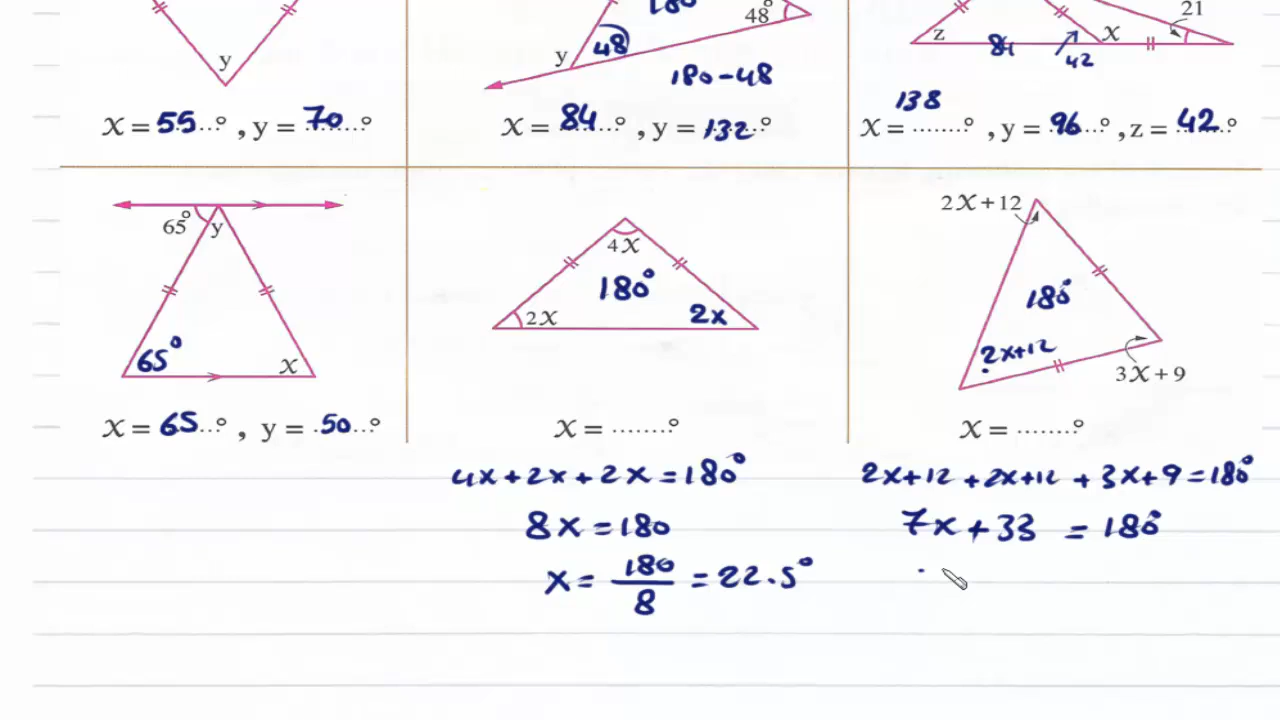 y
x = 55...° , y = 70......°
180°
48°
y
48
180-48
x = 84......° , y = 132..°
21
z
84
42
x
138
x = ........° , y = 96...° , z = 42...°
65°
y
65°
x
x = 65...° , y = .50...°
4x
180°
2x
2x
x = ........°
4x+2x+2x=180°
8x=180
x= 180/8 =22.5°
2x+12
180°
2x+12
3x+9
x = ........°
2x+12 +2x+12 + 3x+9=180°
7x+33 = 180°